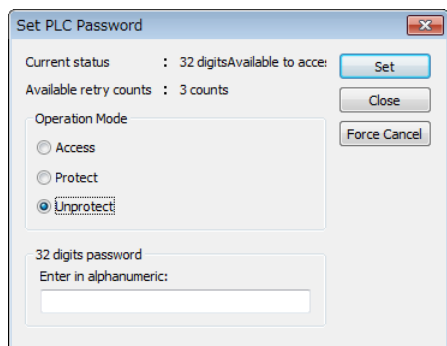 Set PLC Password
Current status : 32 digitsAvailable to acces
Set
Available retry counts : 3 counts
Close
Operation Mode
Force Cancel
Access
Protect
Unprotect
32 digits password
Enter in alphanumeric: